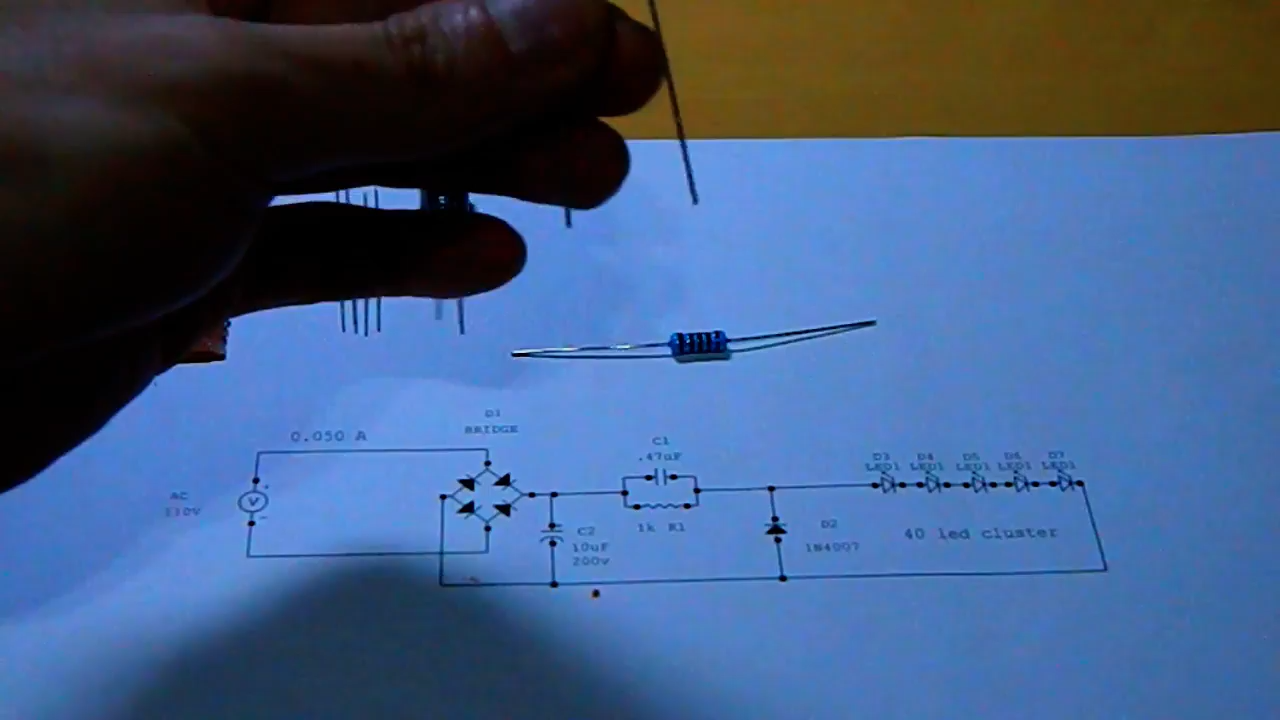 0.050 A
D1
BRIDGE
AC
110V
C1
.47uF
1k R1
C2
10uF
200v
D2
1N4007
D3 D4 D5 D6 D7
LED1 LED1 LED1 LED1 LED1
40 led cluster
V
+
−